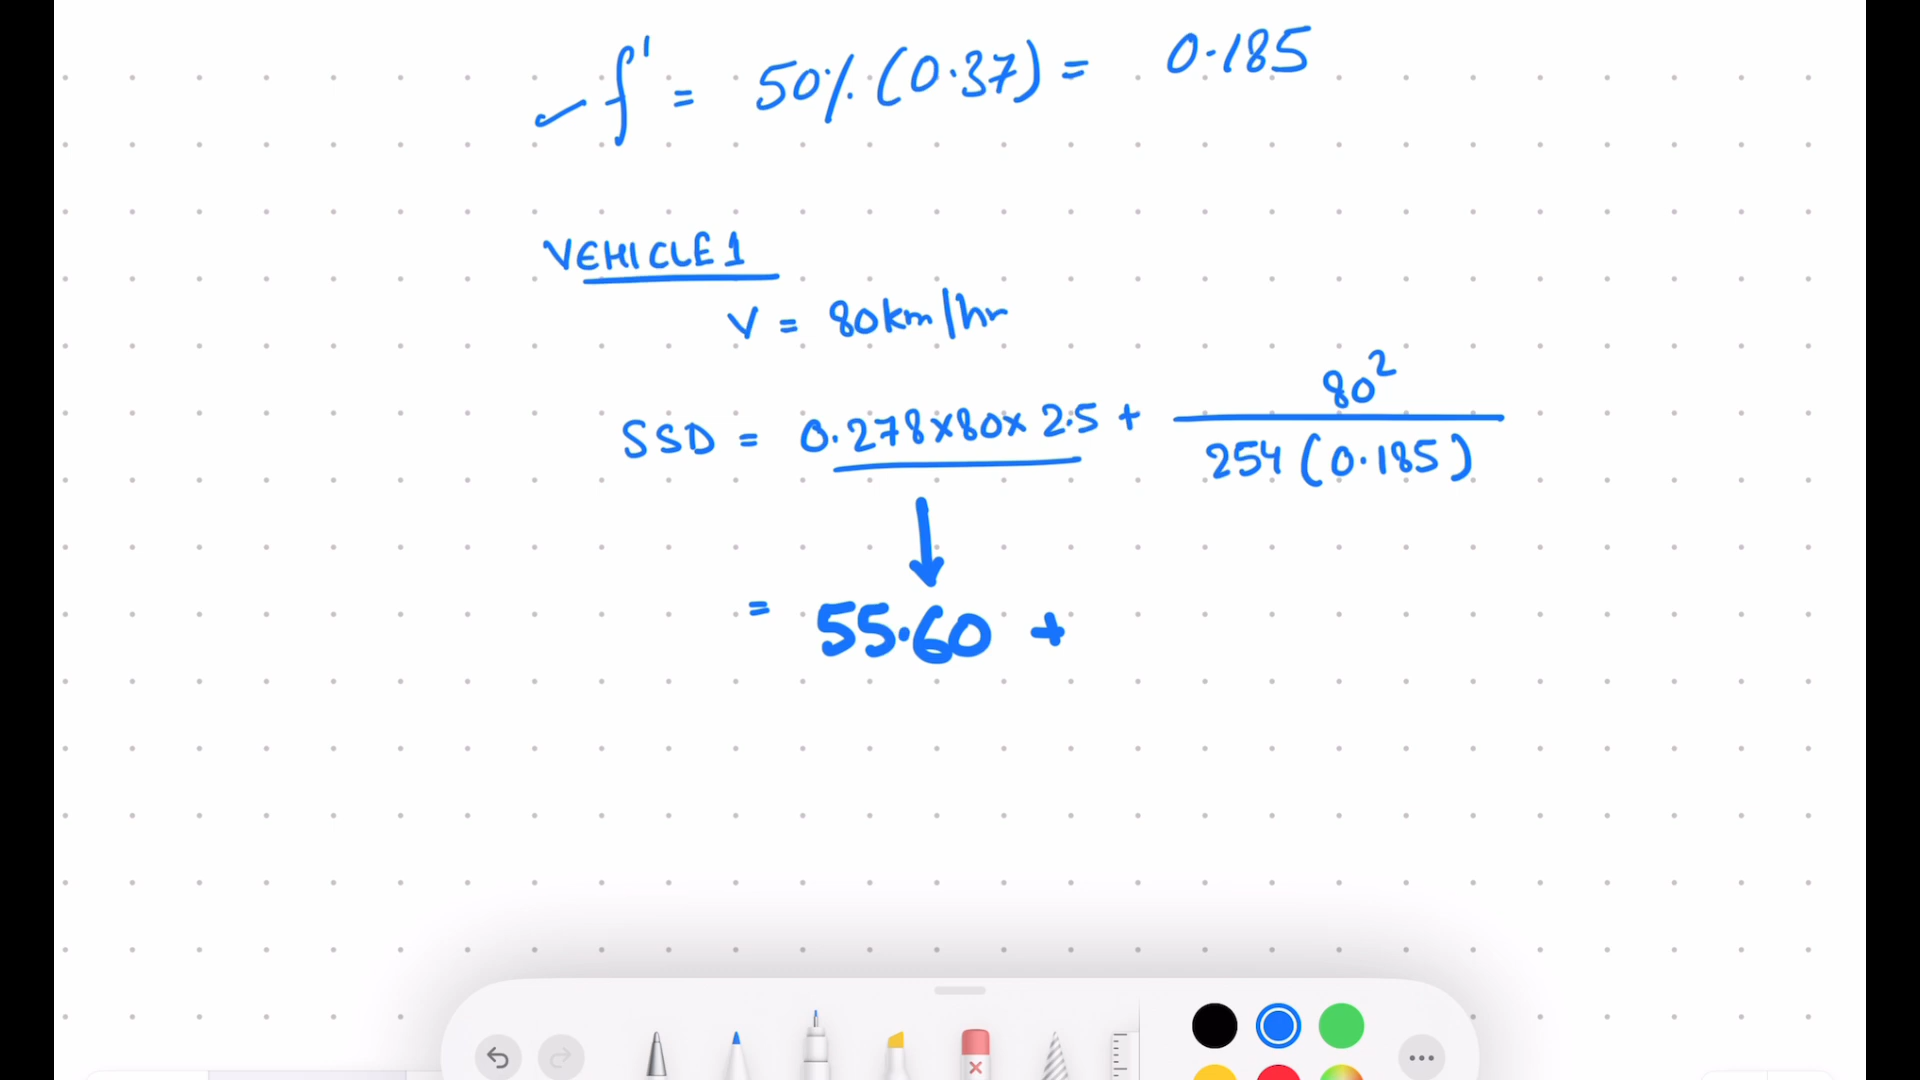 f' = 50% (0.37) = 0.185
VEHICLE 1
V = 80km/hr
SSD = 0.278x80x 2.5 + 80² / 254 (0.185)
= 55.60 +